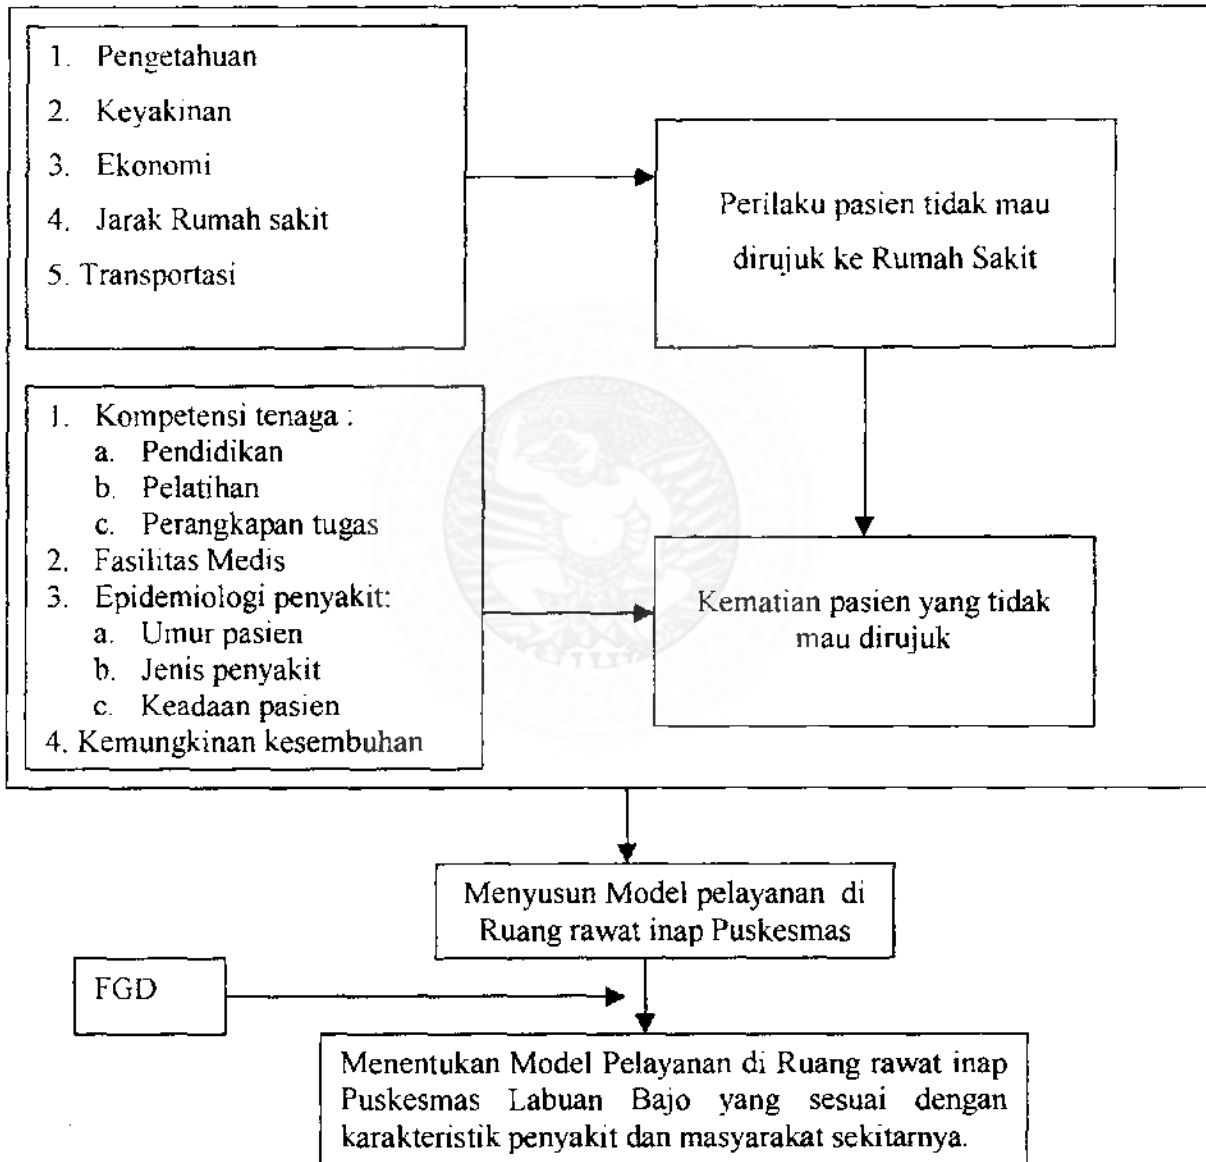 1. Pengetahuan
2. Keyakinan
3. Ekonomi
4. Jarak Rumah sakit
5. Transportasi
Perilaku pasien tidak mau
dirujuk ke Rumah Sakit
1. Kompetensi tenaga :
a. Pendidikan
b. Pelatihan
c. Perangkapan tugas
2. Fasilitas Medis
3. Epidemiologi penyakit:
a. Umur pasien
b. Jenis penyakit
c. Keadaan pasien
4. Kemungkinan kesembuhan
Kematian pasien yang tidak
mau dirujuk
Menyusun Model pelayanan di
Ruang rawat inap Puskesmas
FGD
Menentukan Model Pelayanan di Ruang rawat inap
Puskesmas Labuan Bajo yang sesuai dengan
karakteristik penyakit dan masyarakat sekitarnya.